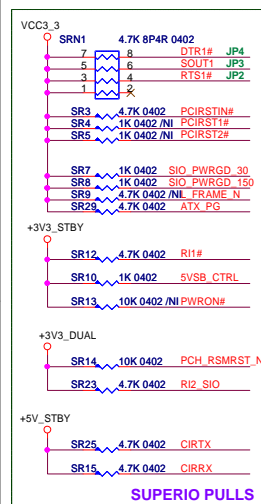 VCC3_3
SRN1 4.7K 8P4R 0402
7 8 DTR1# JP4
5 6 SOUT1 JP3
3 4 RTS1# JP2
1 2
SR3 4.7K 0402 PCIRSTIN#
SR4 1K 0402 /NI PCIRST1#
SR5 1K 0402 /NI PCIRST2#
SR7 1K 0402 SIO_PWRGD_30
SR8 1K 0402 SIO_PWRGD_150
SR9 4.7K 0402 /NI L_FRAME_N
SR29 4.7K 0402 ATX_PG
+3V3_STBY
SR12 4.7K 0402 RI1#
SR10 1K 0402 5VSB_CTRL
SR13 10K 0402 /NI PWRON#
+3V3_DUAL
SR14 10K 0402 PCH_RSMRST_N
SR23 4.7K 0402 RI2_SIO
+5V_STBY
SR25 4.7K 0402 CIRTX
SR15 4.7K 0402 CIRRX
SUPERIO PULLS